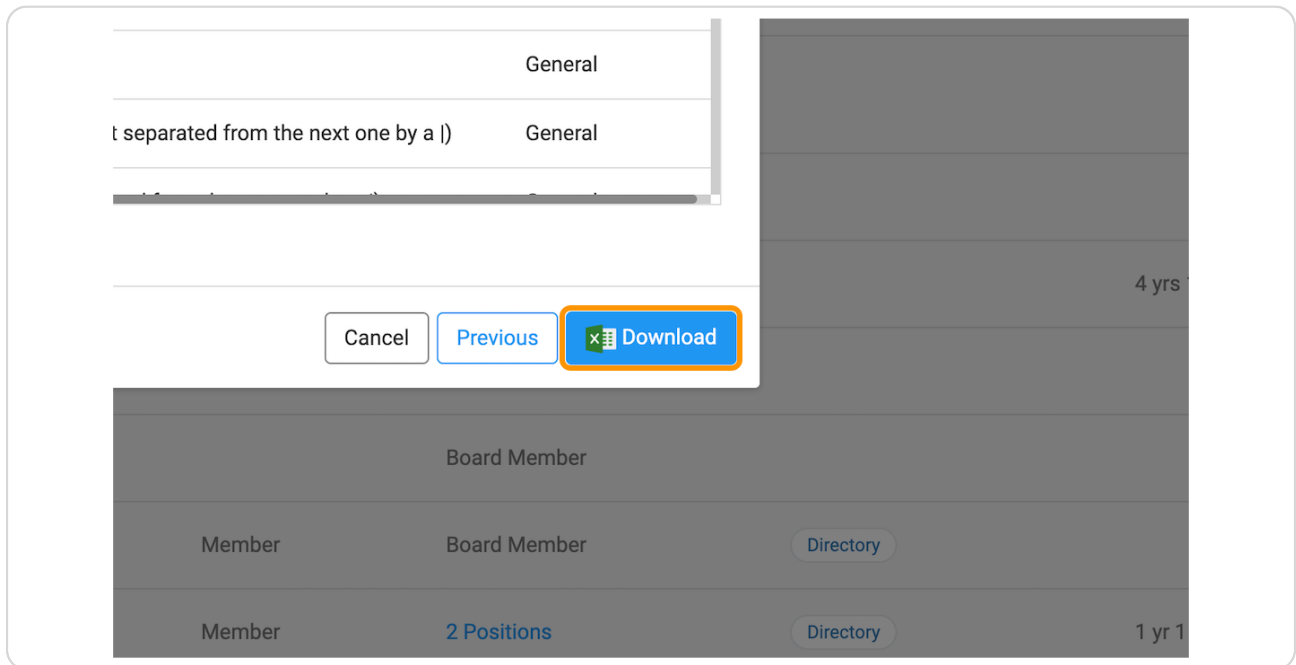 General
t separated from the next one by a |) General
4 yrs
Cancel Previous Download
Board Member
Member Board Member Directory
Member 2 Positions Directory 1 yr 1